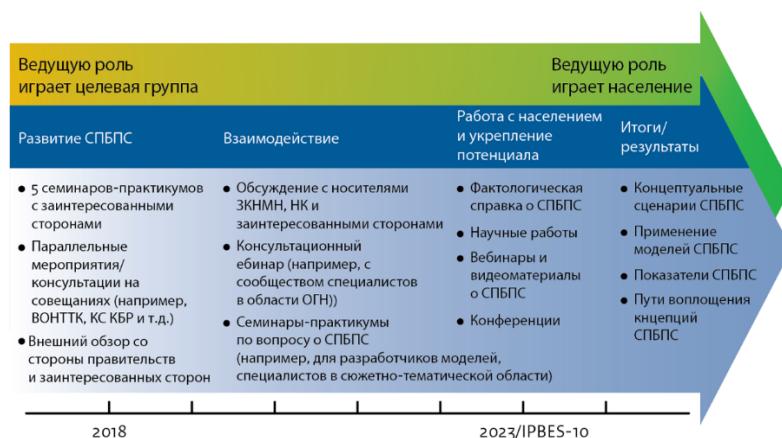 Ведущую роль
играет целевая группа
Ведущую роль
играет население
Развитие СПБПС
Взаимодействие
Работа с населением
и укрепление
потенциала
Итоги/
результаты
• 5 семинаров-практикумов
с заинтересованными
сторонами
• Параллельные
мероприятия/
консультации на
совещаниях (например,
ВОНТТК, КС КБР и т.д.)
• Внешний обзор со
стороны правительств
и заинтересованных сторон
• Обсуждение с носителями
ЗКНМН, НК и
заинтересованными сторонами
• Консультационный
ебинар (например, с
сообществом специалистов
в области ОГН))
• Семинары-практикумы
по вопросу о СПБПС
(например, для разработчиков моделей,
специалистов в сюжетно-тематической области)
• Фактологическая
справка о СПБПС
• Научные работы
• Вебинары и
видеоматериалы
о СПБПС
• Конференции
• Концептуальные
сценарии СПБПС
• Применение
моделей СПБПС
• Показатели СПБПС
• Пути воплощения
кнцепций
СПБПС
2018
2023/IPBES-10